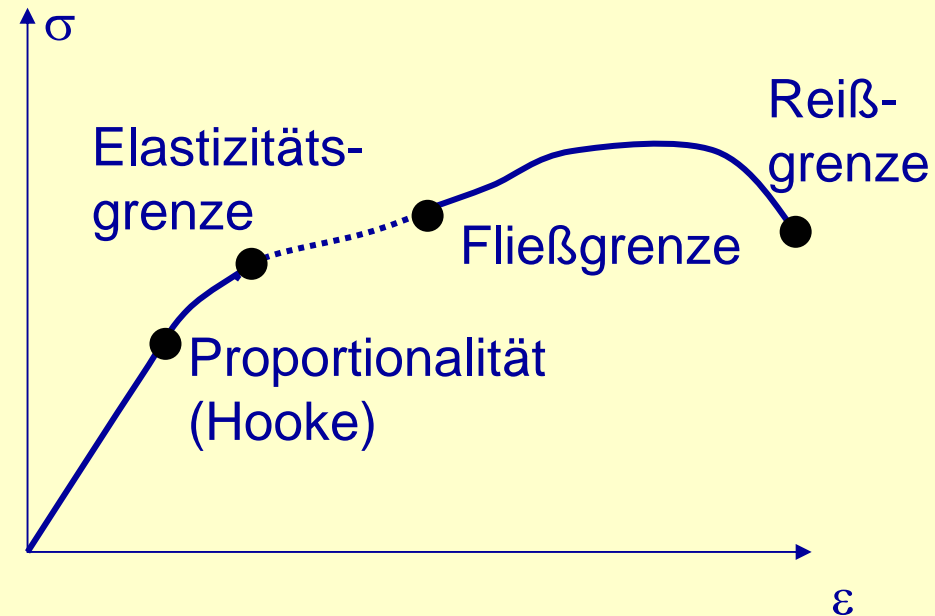 σ
Reiß-
grenze
Elastizitäts-
grenze
Fließgrenze
Proportionalität
(Hooke)
ε